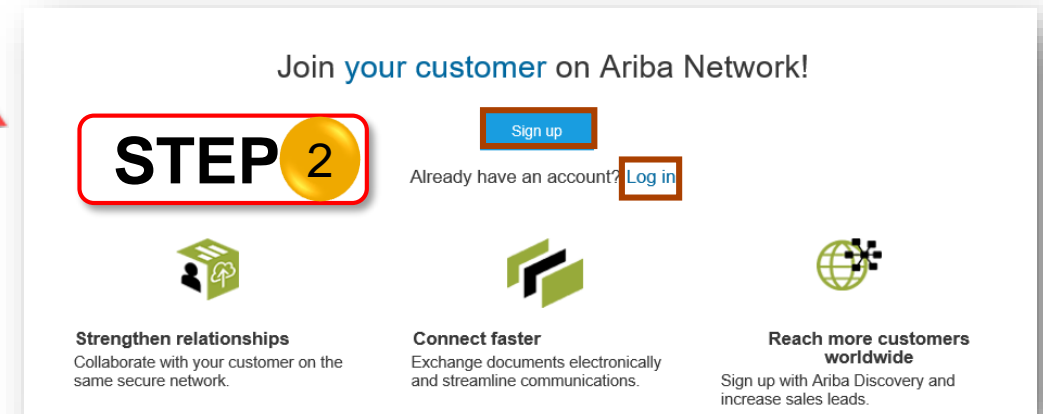 Join your customer on Ariba Network!
Sign up
STEP 2
Already have an account? Log in
Strengthen relationships
Collaborate with your customer on the
same secure network.
Connect faster
Exchange documents electronically
and streamline communications.
Reach more customers
worldwide
Sign up with Ariba Discovery and
increase sales leads.